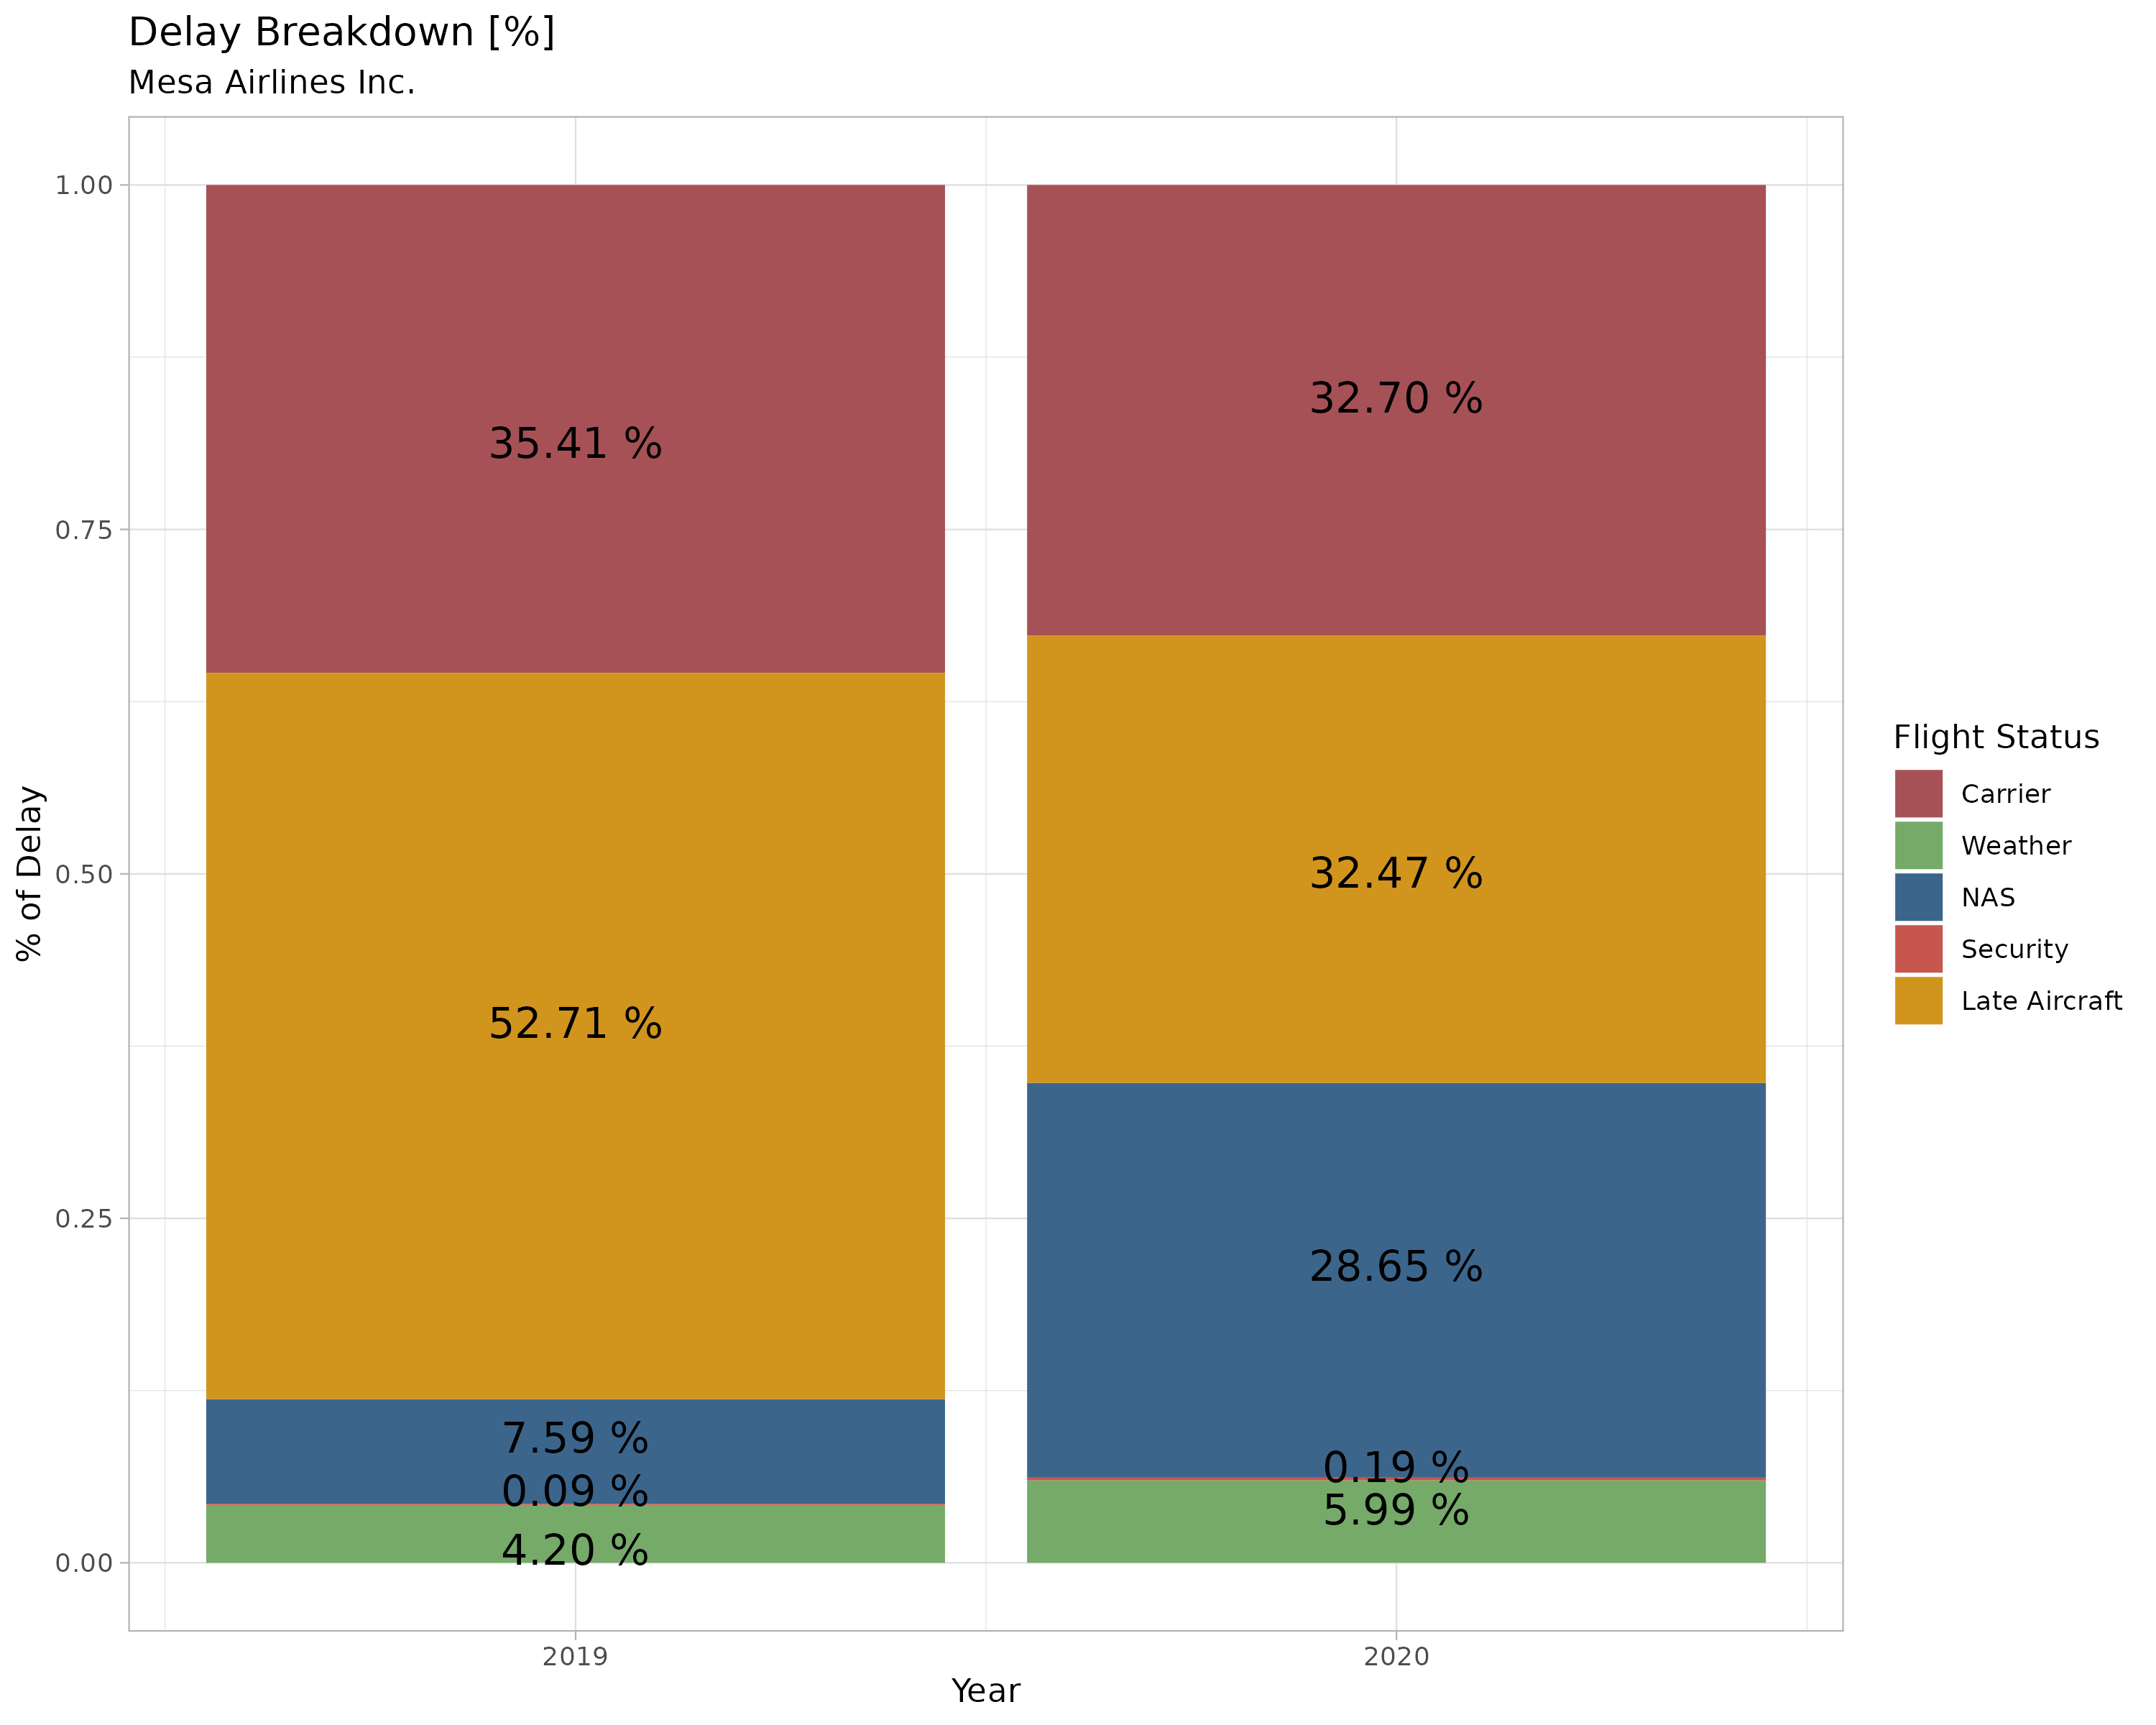 Delay Breakdown [%]
Mesa Airlines Inc.
% of Delay
1.00
0.75
0.50
0.25
0.00
35.41 %
52.71 %
7.59 %
0.09 %
4.20 %
32.70 %
32.47 %
28.65 %
0.19 %
5.99 %
2019
2020
Year
Flight Status
Carrier
Weather
NAS
Security
Late Aircraft